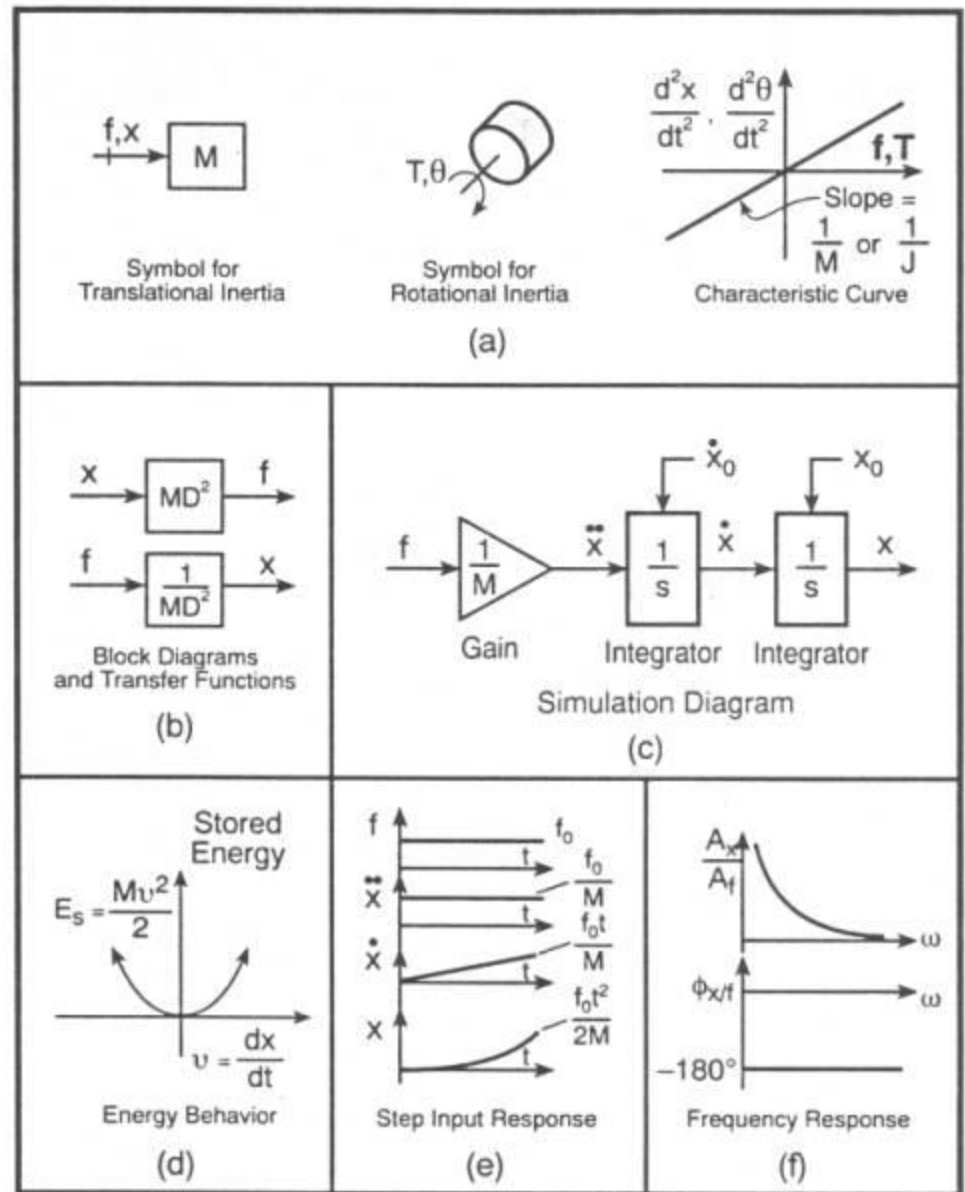 f,x
M
Symbol for
Translational Inertia
T,θ
Symbol for
Rotational Inertia
d²x/dt² , d²θ/dt²
f,T
Slope =
1/M or 1/J
Characteristic Curve
(a)
x MD² f
f 1/MD² x
Block Diagrams
and Transfer Functions
(b)
ẋ₀ x₀
f 1/M ẍ 1/s ẋ 1/s x
Gain Integrator Integrator
Simulation Diagram
(c)
Stored
Energy
Eₛ = Mυ²/2
υ = dx/dt
Energy Behavior
(d)
f f₀
t
ẍ f₀/M
t
ẋ f₀t/M
t
x f₀t²/2M
t
Step Input Response
(e)
Aₓ/A_f
ω
ϕx/f
ω
−180°
Frequency Response
(f)